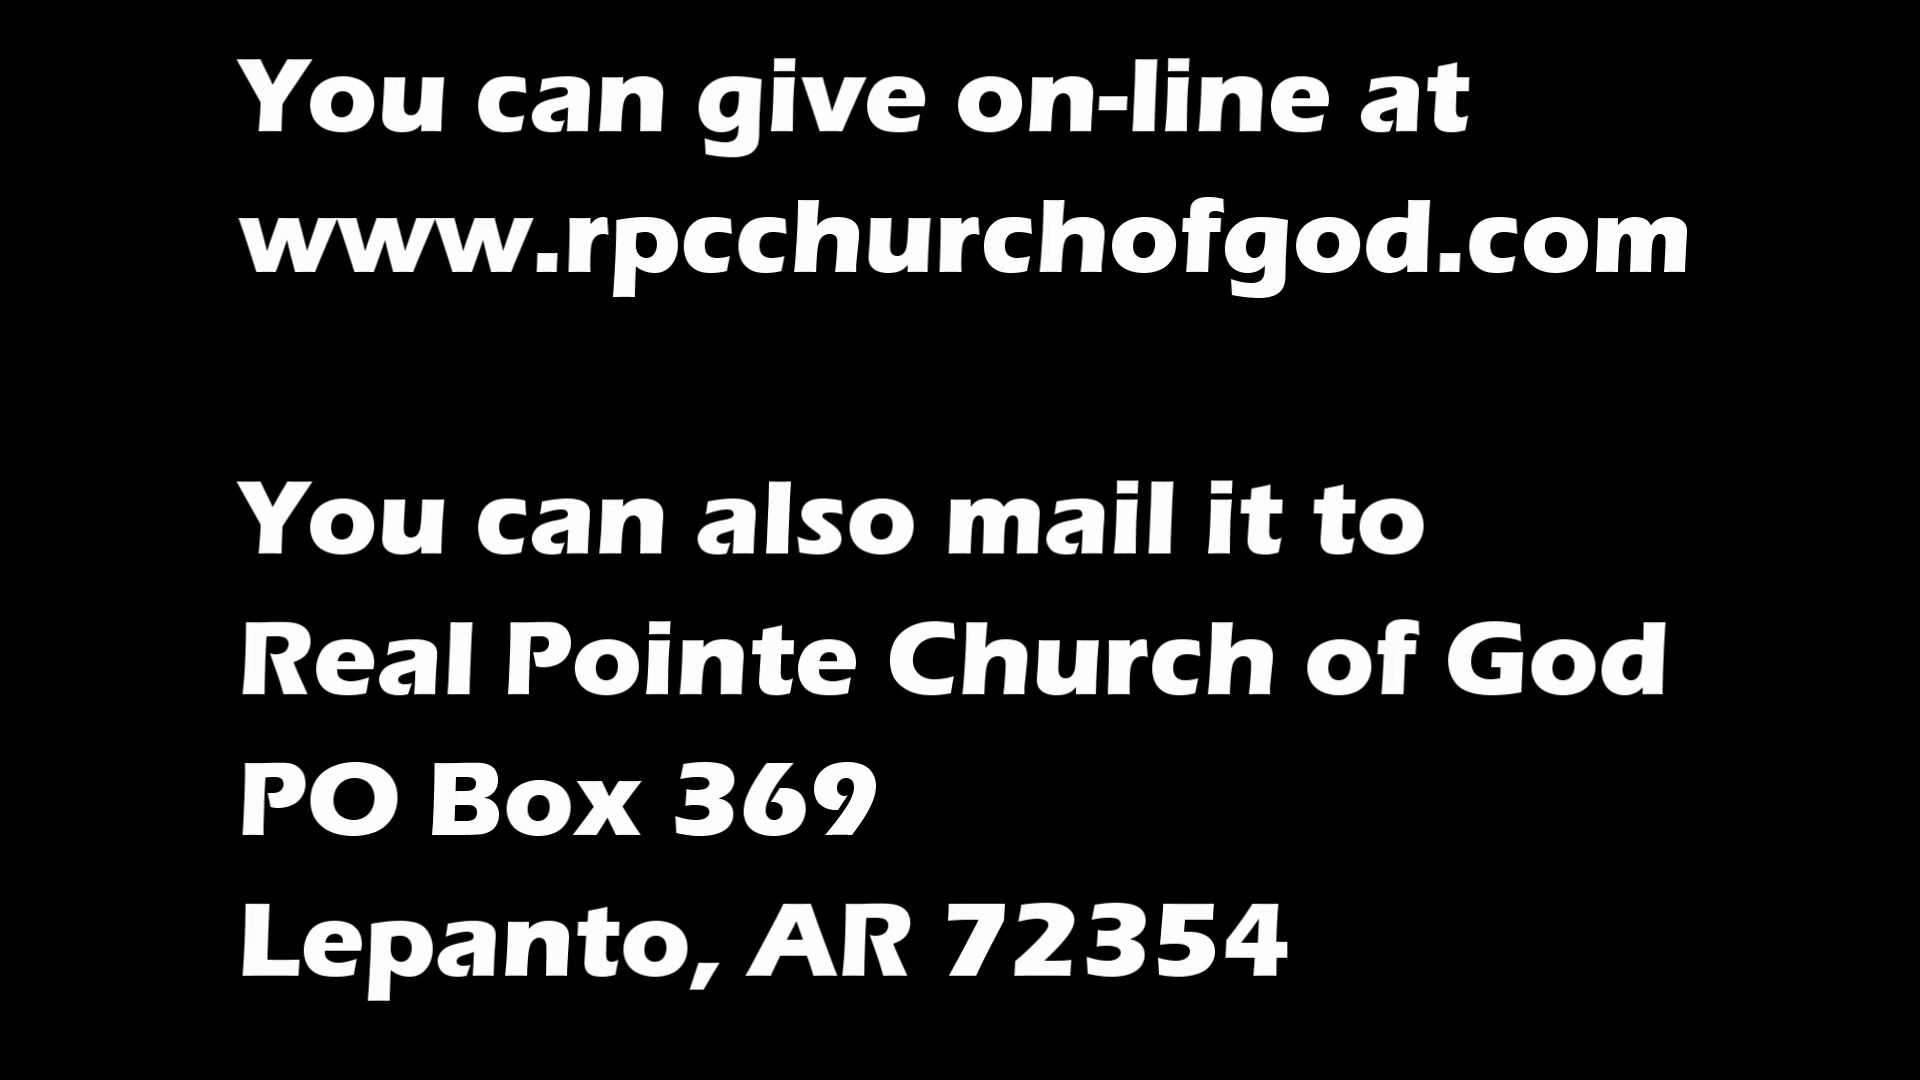 You can give on-line at
www.rpcchurchofgod.com
You can also mail it to
Real Pointe Church of God
PO Box 369
Lepanto, AR 72354